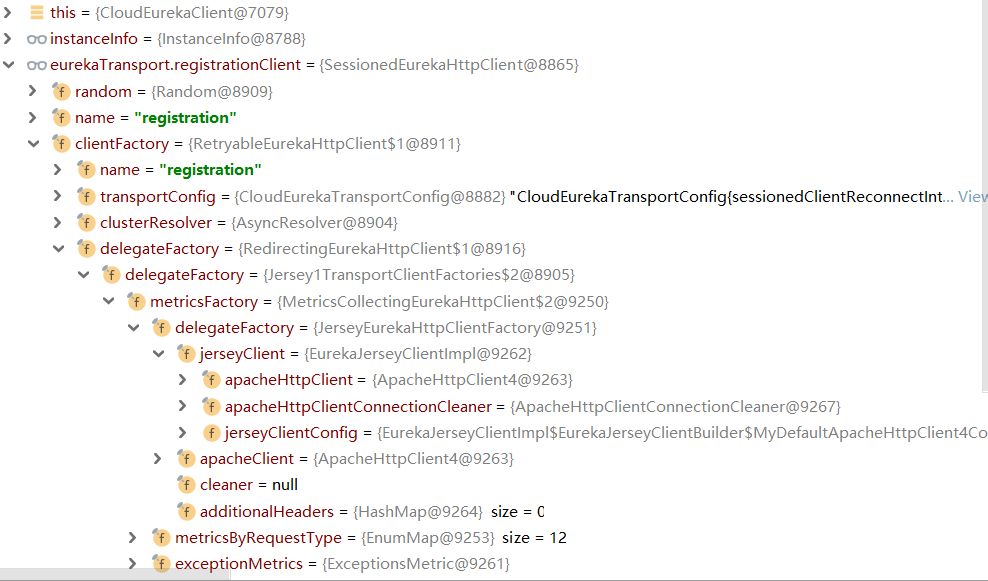 this = {CloudEurekaClient@7079}
instanceInfo = {InstanceInfo@8788}
eurekaTransport.registrationClient = {SessionedEurekaHttpClient@8865}
f random = {Random@8909}
f name = "registration"
f clientFactory = {RetryableEurekaHttpClient$1@8911}
f name = "registration"
f transportConfig = {CloudEurekaTransportConfig@8882} "CloudEurekaTransportConfig{sessionedClientReconnectInt... View
f clusterResolver = {AsyncResolver@8904}
f delegateFactory = {RedirectingEurekaHttpClient$1@8916}
f delegateFactory = {Jersey1TransportClientFactories$2@8905}
f metricsFactory = {MetricsCollectingEurekaHttpClient$2@9250}
f delegateFactory = {JerseyEurekaHttpClientFactory@9251}
f jerseyClient = {EurekaJerseyClientImpl@9262}
f apacheHttpClient = {ApacheHttpClient4@9263}
f apacheHttpClientConnectionCleaner = {ApacheHttpClientConnectionCleaner@9267}
f jerseyClientConfig = {EurekaJerseyClientImpl$EurekaJerseyClientBuilder$MyDefaultApacheHttpClient4Co
f apacheClient = {ApacheHttpClient4@9263}
f cleaner = null
f additionalHeaders = {HashMap@9264} size = 0
f metricsByRequestType = {EnumMap@9253} size = 12
f exceptionMetrics = {ExceptionsMetric@9261}